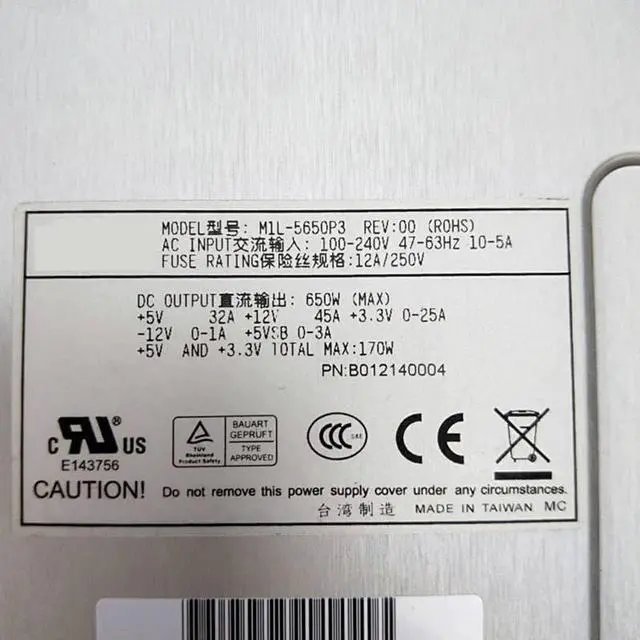 MODEL型号: M1L-5650P3 REV:00 (ROHS)
AC INPUT交流输入: 100-240V 47-63Hz 10-5A
FUSE RATING保险丝规格:12A/250V
DC OUTPUT直流输出: 650W (MAX)
+5V 32A +12V 45A +3.3V 0-25A
-12V 0-1A +5VSB 0-3A
+5V AND +3.3V TOTAL MAX:170W
PN:B012140004
c RU ® US
E143756
TÜV
Rheinland
Product Safety
BAUART
GEPRUFT
TYPE
APPROVED
CCC
CE
CAUTION! Do not remove this power supply cover under any circumstances.
台湾制造 MADE IN TAIWAN MC